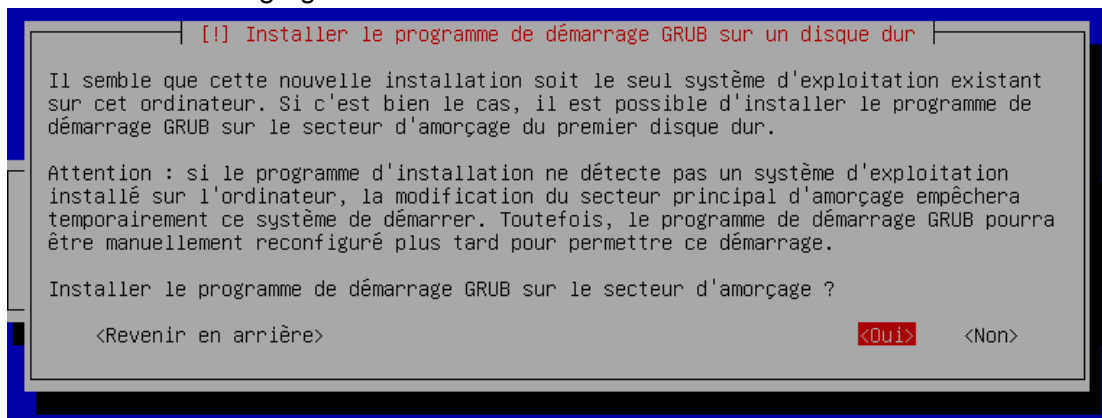 [!] Installer le programme de démarrage GRUB sur un disque dur
Il semble que cette nouvelle installation soit le seul système d'exploitation existant
sur cet ordinateur. Si c'est bien le cas, il est possible d'installer le programme de
démarrage GRUB sur le secteur d'amorçage du premier disque dur.
Attention : si le programme d'installation ne détecte pas un système d'exploitation
installé sur l'ordinateur, la modification du secteur principal d'amorçage empêchera
temporairement ce système de démarrer. Toutefois, le programme de démarrage GRUB pourra
être manuellement reconfiguré plus tard pour permettre ce démarrage.
Installer le programme de démarrage GRUB sur le secteur d'amorçage ?
<Revenir en arrière> <Oui> <Non>